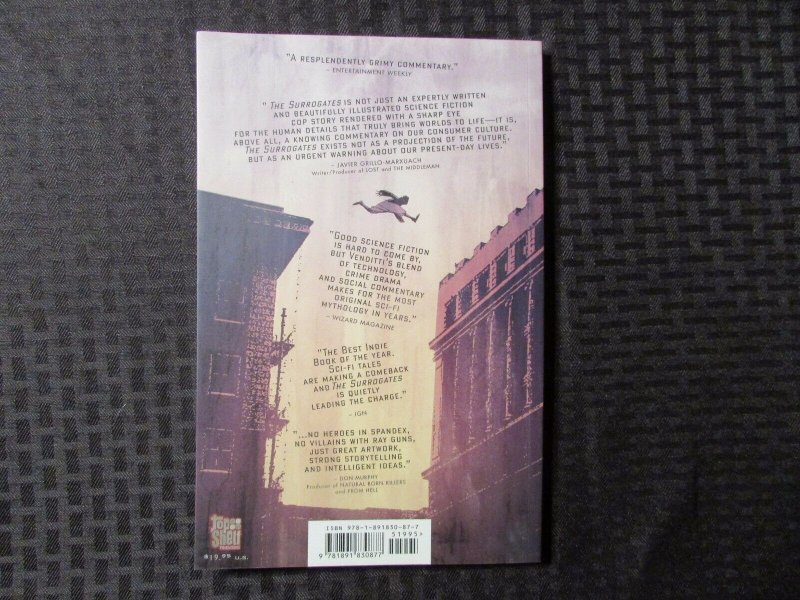 "A resplendently grimy commentary."
– ENTERTAINMENT WEEKLY
"The Surrogates is not just an expertly written
and beautifully illustrated science fiction
cop story rendered with a sharp eye
for the human details that truly bring worlds to life—it is,
above all, a knowing commentary on our consumer culture.
The Surrogates exists not as a projection of the future,
but as an urgent warning about our present-day lives."
– JAVIER GRILLO-MARXUACH
Writer/Producer of LOST and THE MIDDLEMAN
"Good science fiction
is hard to come by,
but Venditti's blend
of technology,
crime drama
and social commentary
makes for the most
original sci-fi
mythology in years."
– WIZARD MAGAZINE
"The Best Indie
Book of the Year.
Sci-fi tales
are making a comeback
and The Surrogates
is quietly
leading the charge."
– IGN
"...No heroes in spandex,
no villains with ray guns,
just great artwork,
strong storytelling
and intelligent ideas."
– DON MURPHY
Producer of NATURAL BORN KILLERS
and FROM HELL
Top
Shelf
$19.95 U.S.
ISBN 978-1-891830-87-7
51995>
9 781891 830877